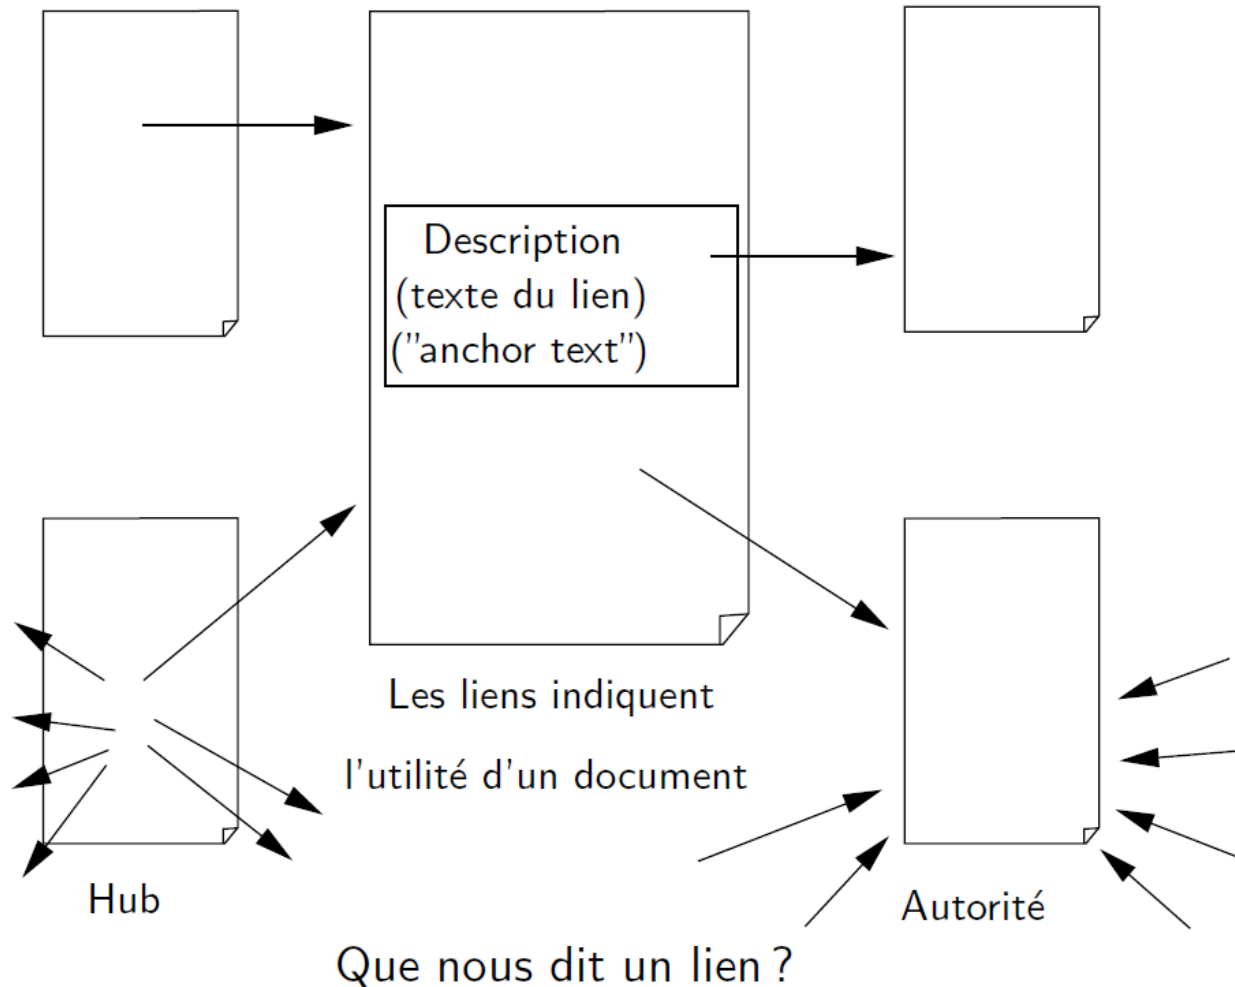 Description
(texte du lien)
(”anchor text”)
Les liens indiquent
l'utilité d'un document
Hub
Autorité
Que nous dit un lien ?